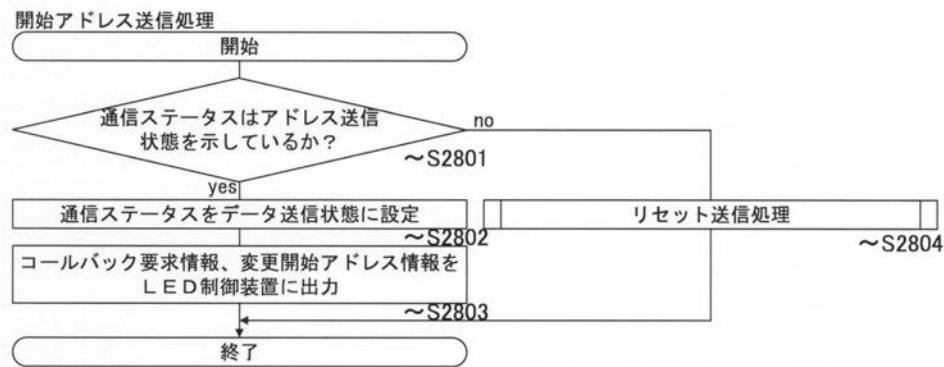 開始アドレス送信処理
開始
通信ステータスはアドレス送信
状態を示しているか？
no
～S2801
yes
通信ステータスをデータ送信状態に設定
リセット送信処理
～S2802
～S2804
コールバック要求情報、変更開始アドレス情報を
ＬＥＤ制御装置に出力
～S2803
終了